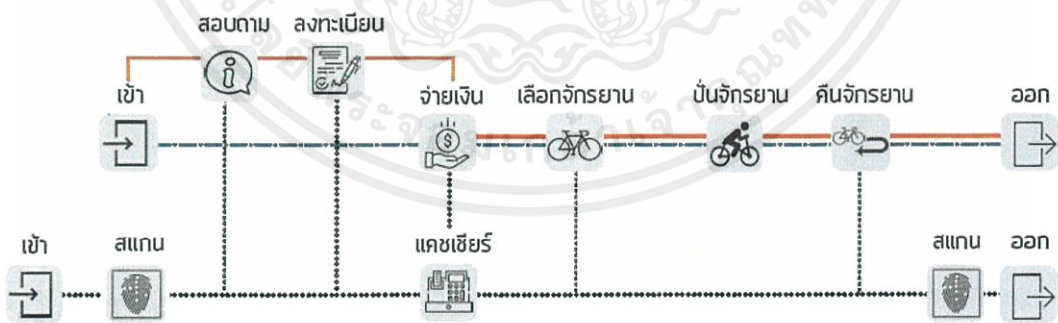 สอบถาม ลงทะเบียน
เข้า จ่ายเงิน เลือกจักรยาน ปั่นจักรยาน คืนจักรยาน ออก
เข้า สแกน แคชเชียร์ สแกน ออก